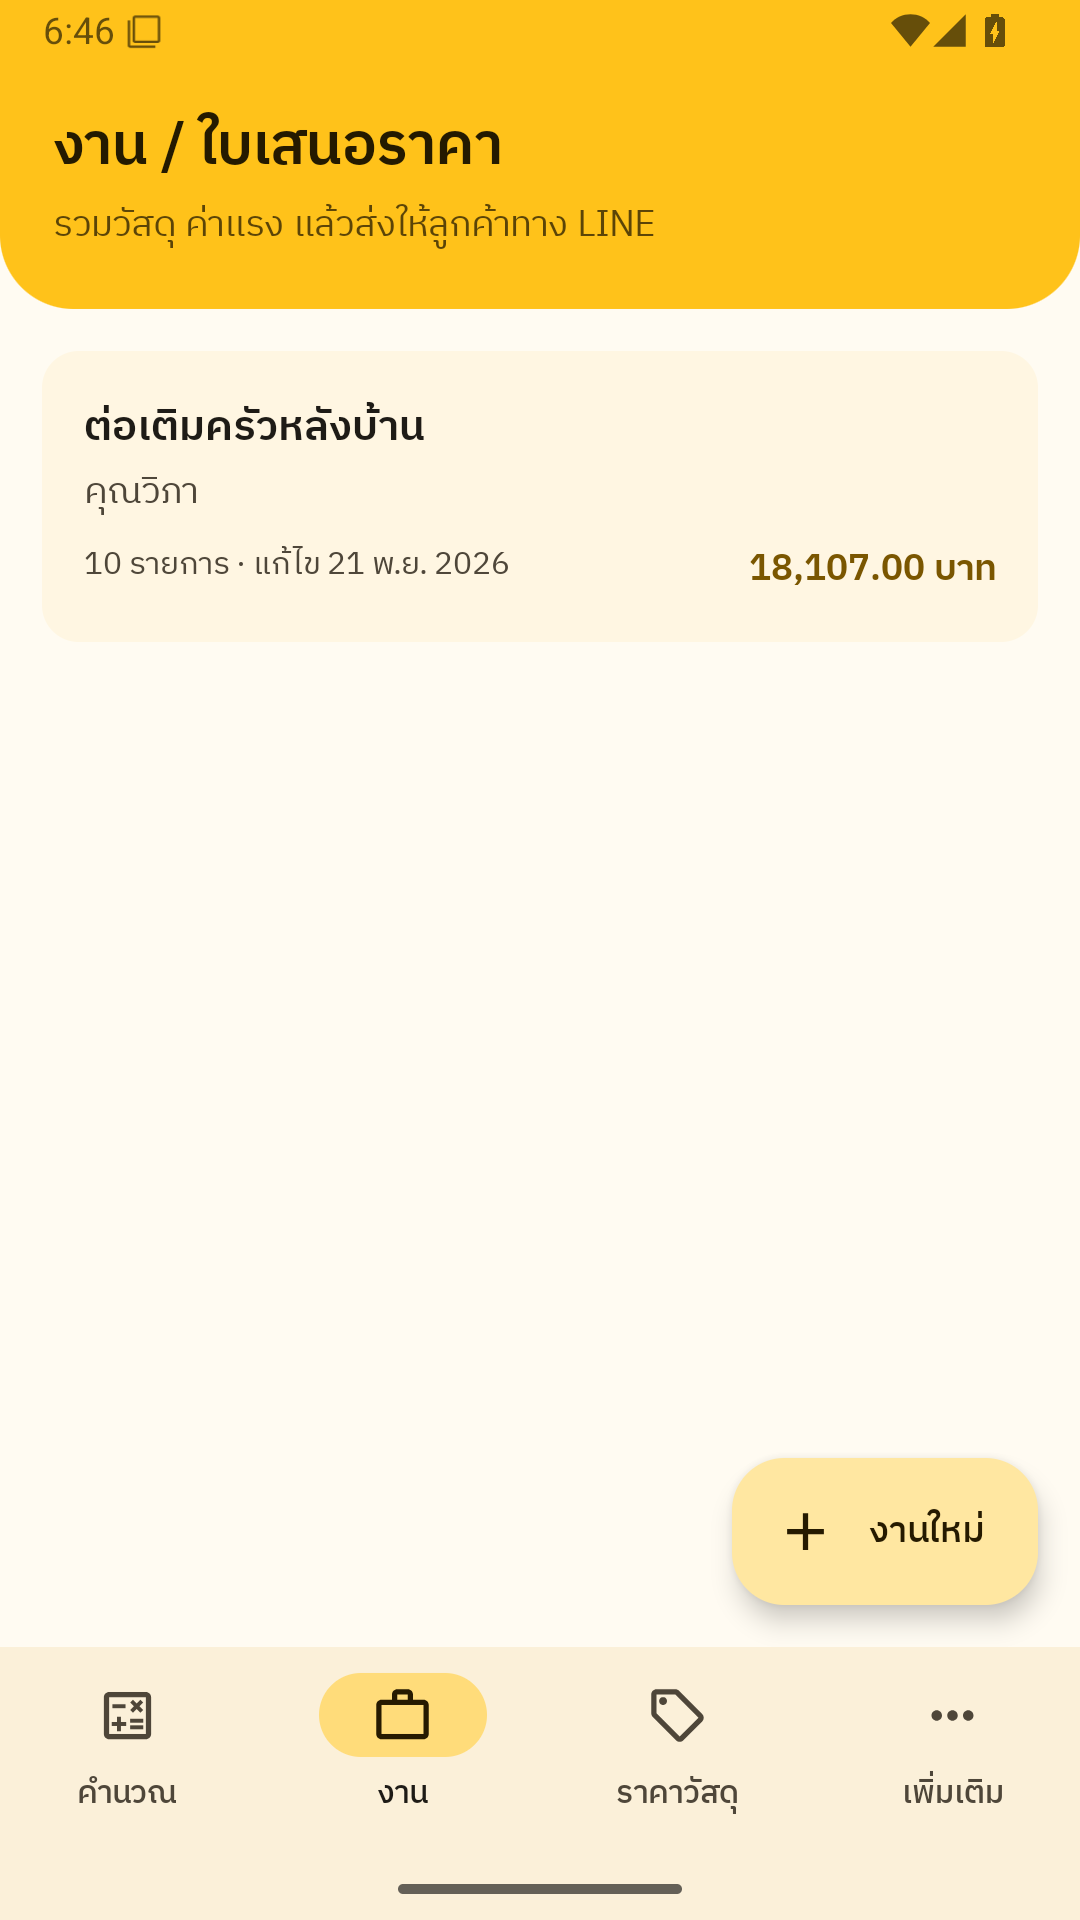 6:46
งาน / ใบเสนอราคา
รวมวัสดุ ค่าแรง แล้วส่งให้ลูกค้าทาง LINE
ต่อเติมครัวหลังบ้าน
คุณวิภา
10 รายการ · แก้ไข 21 พ.ย. 2026
18,107.00 บาท
งานใหม่
คำนวณ
งาน
ราคาวัสดุ
เพิ่มเติม